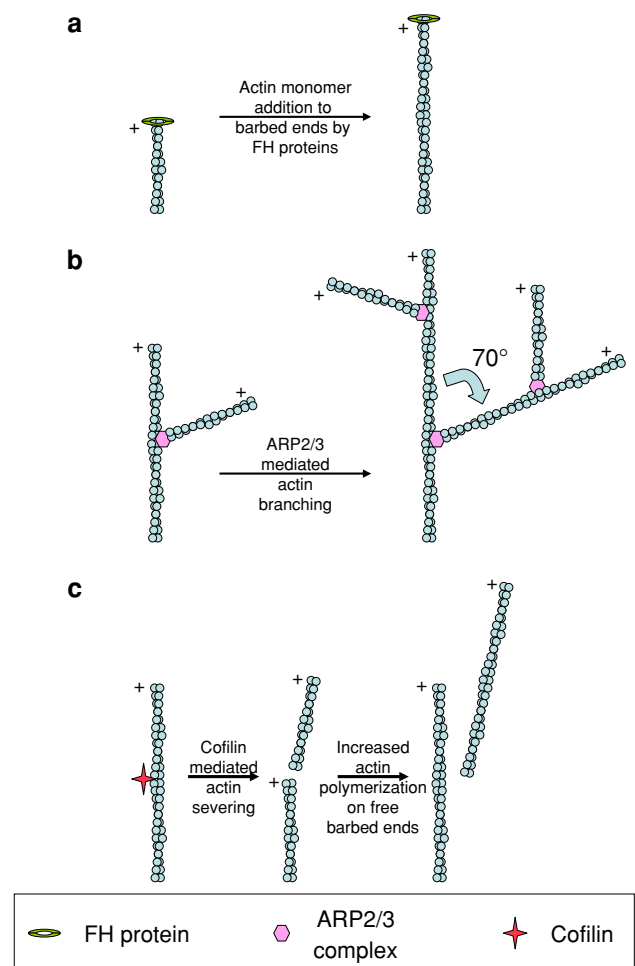 a
+
+
Actin monomer
addition to
barbed ends by
FH proteins
b
+
+
+
+
+
+
70°
ARP2/3
mediated
actin
branching
c
+
+
+
+
+
Cofilin
mediated
actin
severing
Increased
actin
polymerization
on free
barbed ends
FH protein
ARP2/3
complex
Cofilin